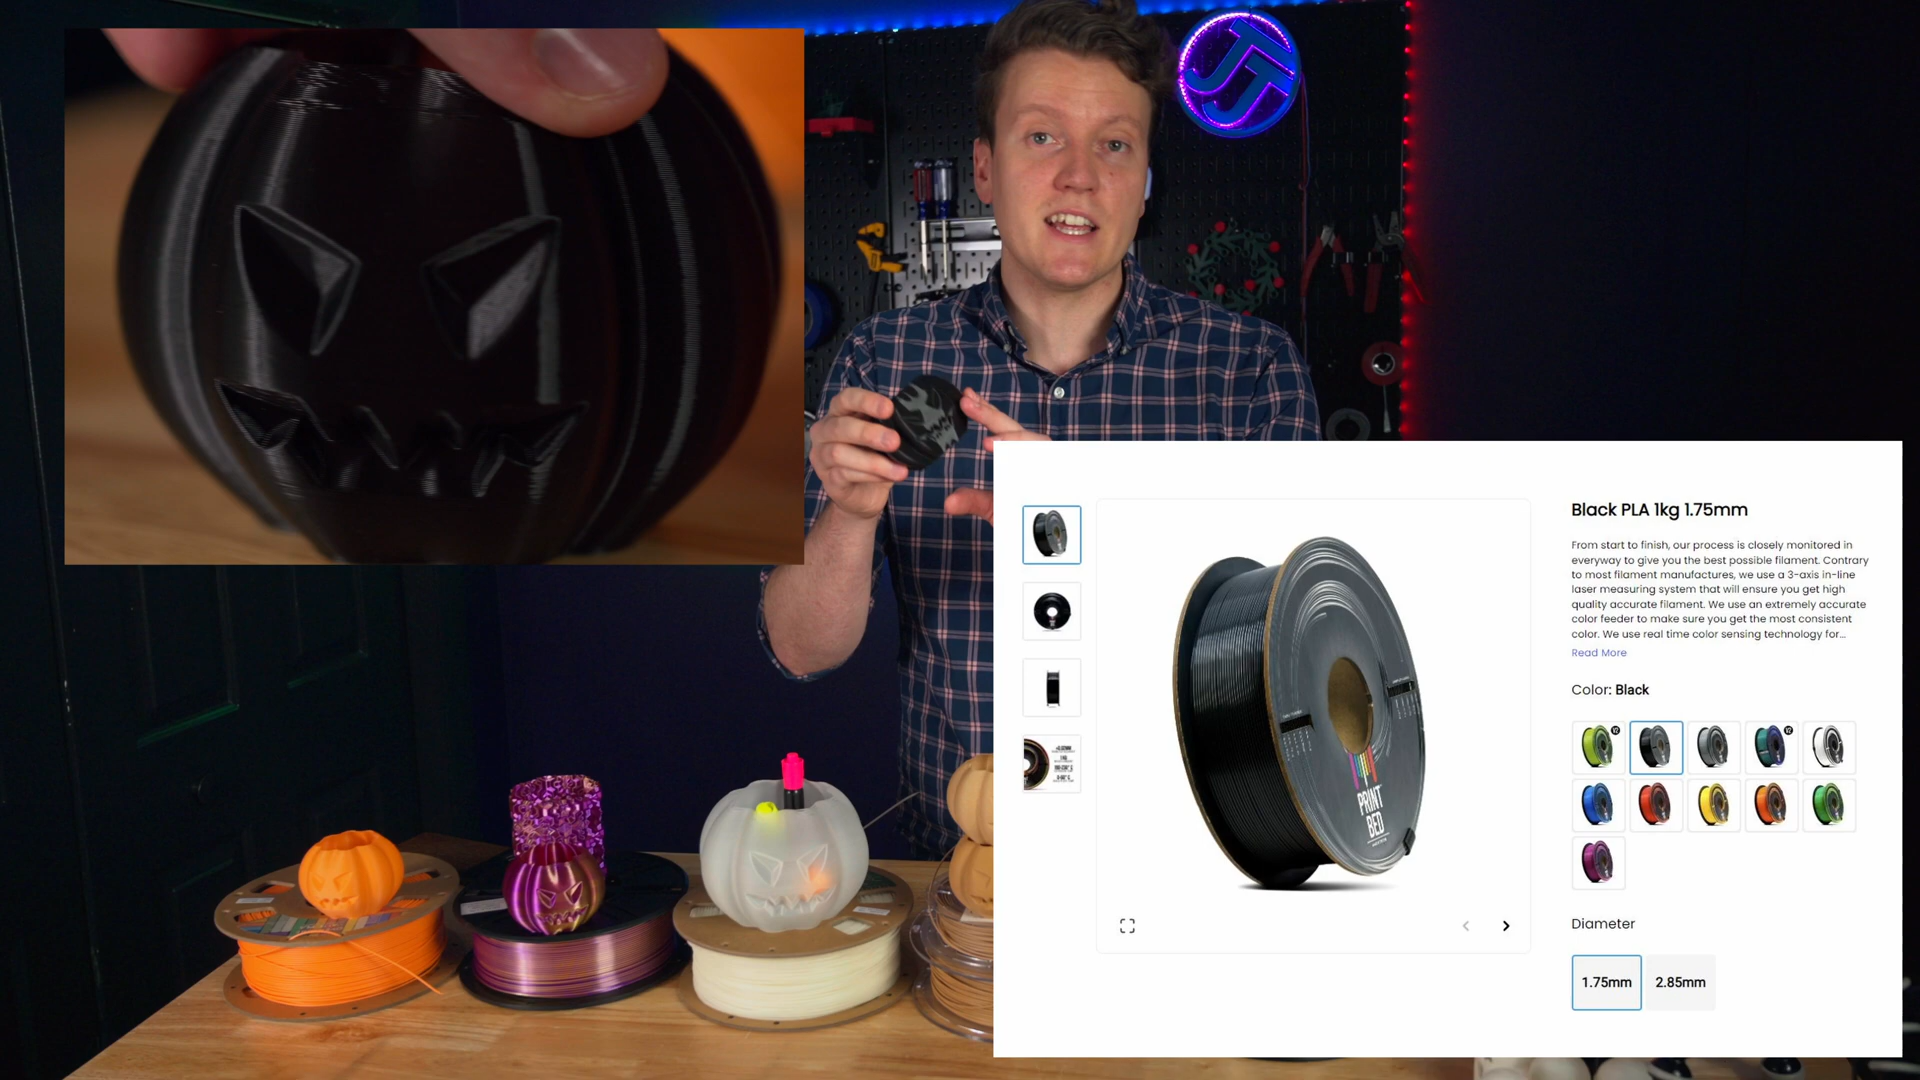 JT
Black PLA 1kg 1.75mm
From start to finish, our process is closely monitored in
everyway to give you the best possible filament. Contrary
to most filament manufactures, we use a 3-axis in-line
laser measuring system that will ensure you get high
quality accurate filament. We use an extremely accurate
color feeder to make sure you get the most consistent
color. We use real time color sensing technology for...
Read More
Color: Black
V2
V2
PRINT
BED
Diameter
1.75mm
2.85mm